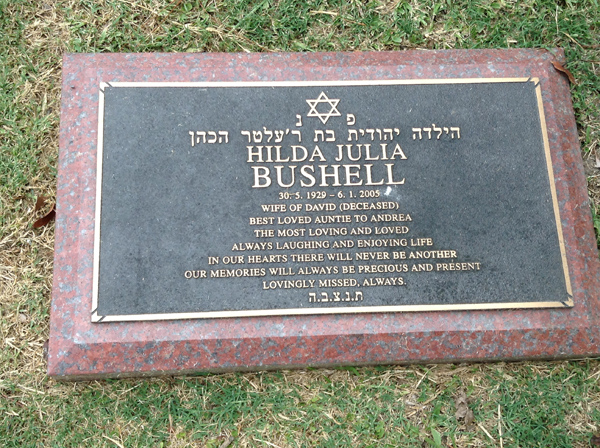 פ נ
הילדה יהודית בת ר׳עלטר הכהן
HILDA JULIA
BUSHELL
30. 5. 1929 – 6. 1. 2005
WIFE OF DAVID (DECEASED)
BEST LOVED AUNTIE TO ANDREA
THE MOST LOVING AND LOVED
ALWAYS LAUGHING AND ENJOYING LIFE
IN OUR HEARTS THERE WILL NEVER BE ANOTHER
OUR MEMORIES WILL ALWAYS BE PRECIOUS AND PRESENT
LOVINGLY MISSED, ALWAYS.
ת.נ.צ.ב.ה